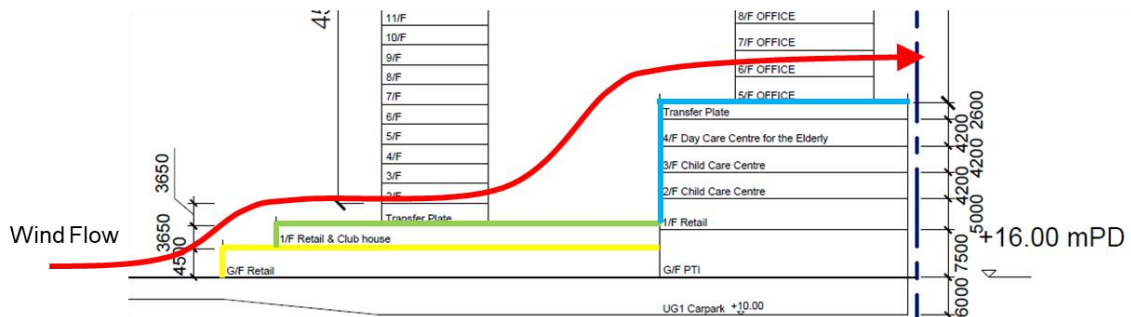 45
11/F
10/F
9/F
8/F
7/F
6/F
5/F
4/F
3/F
2/F
Transfer Plate
8/F OFFICE
7/F OFFICE
6/F OFFICE
5/F OFFICE
Transfer Plate
4/F Day Care Centre for the Elderly
3/F Child Care Centre
2/F Child Care Centre
1/F Retail
G/F PTI
UG1 Carpark +10.00
2600
4200
4200
4200
5000
7500
6000
+16.00 mPD
3650
3650
4500
Wind Flow
1/F Retail & Club house
G/F Retail